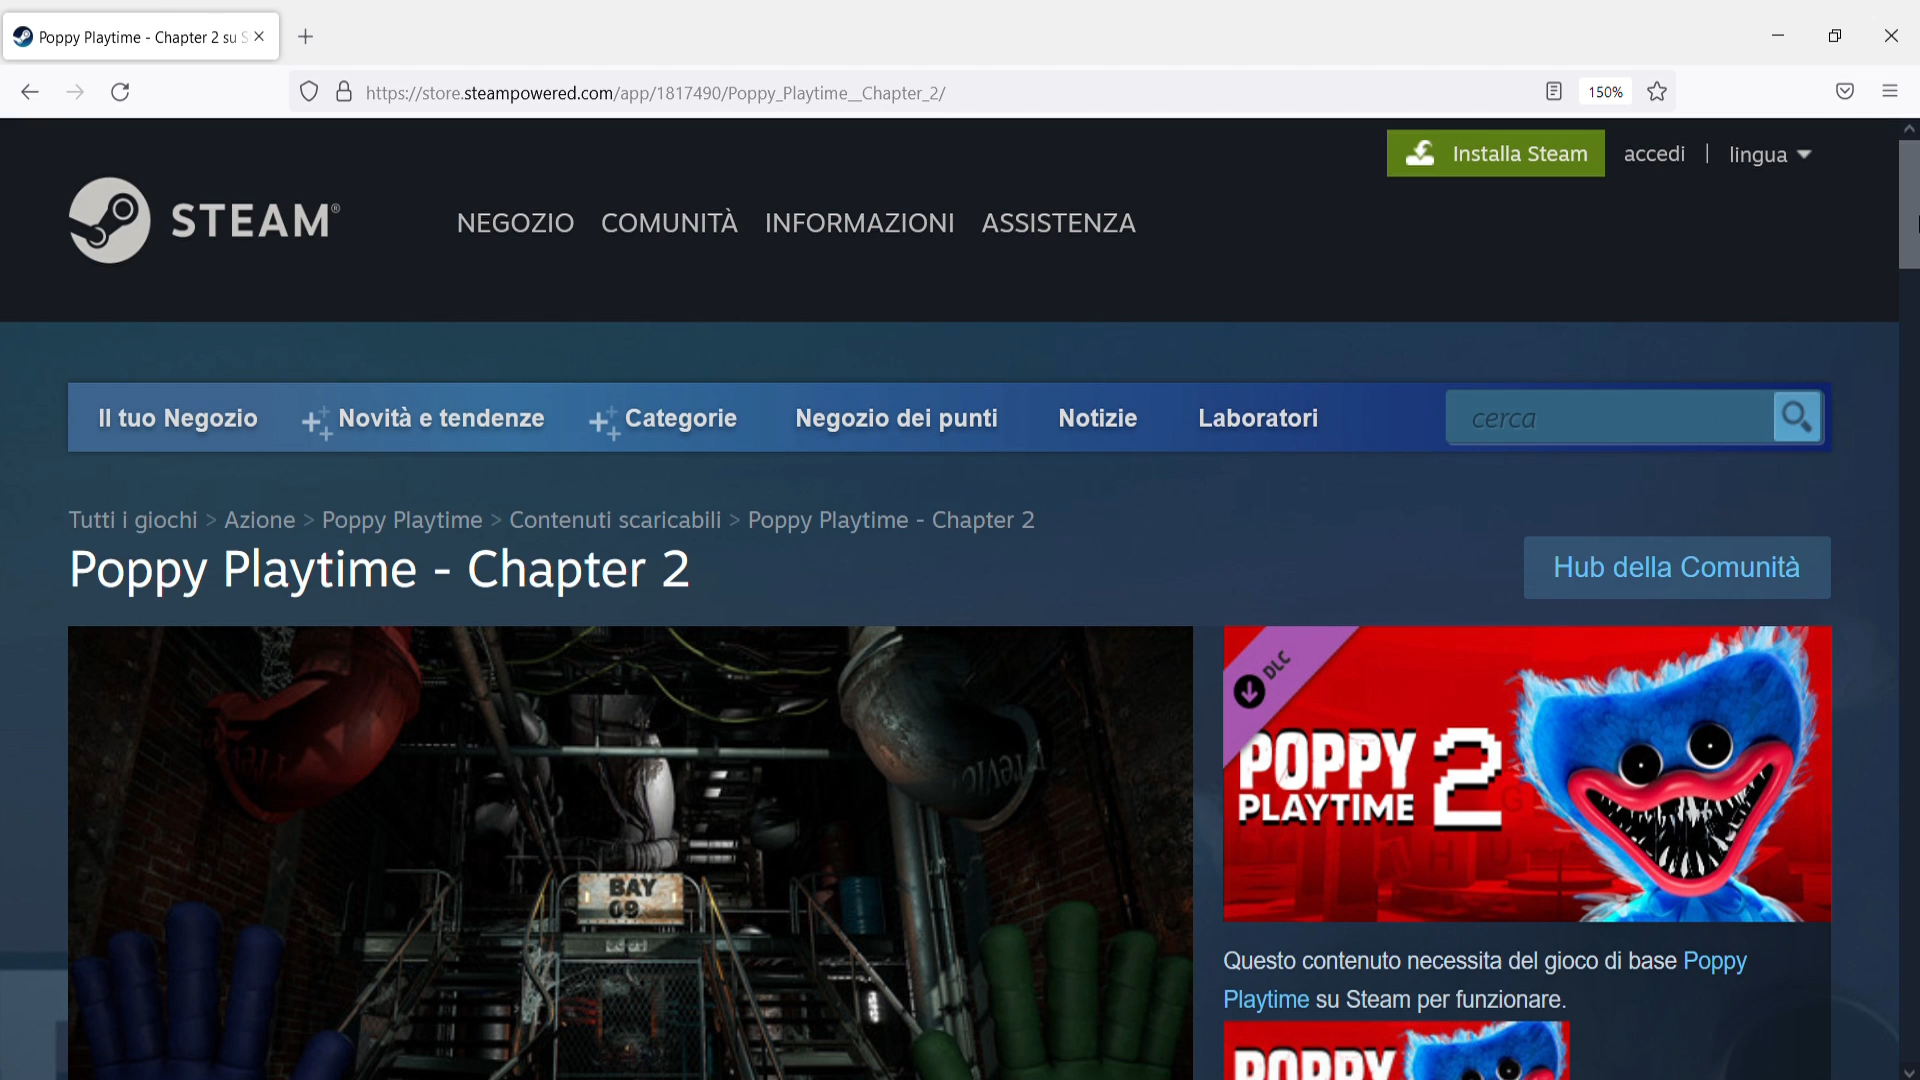 Poppy Playtime - Chapter 2 su S
https://store.steampowered.com/app/1817490/Poppy_Playtime__Chapter_2/
150%
Installa Steam
accedi
|
lingua
STEAM®
NEGOZIO
COMUNITÀ
INFORMAZIONI
ASSISTENZA
Il tuo Negozio
Novità e tendenze
Categorie
Negozio dei punti
Notizie
Laboratori
cerca
Tutti i giochi > Azione > Poppy Playtime > Contenuti scaricabili > Poppy Playtime - Chapter 2
Poppy Playtime - Chapter 2
Hub della Comunità
BAY
09
DLC
POPPY
PLAYTIME
2
Questo contenuto necessita del gioco di base Poppy
Playtime su Steam per funzionare.
POPPY